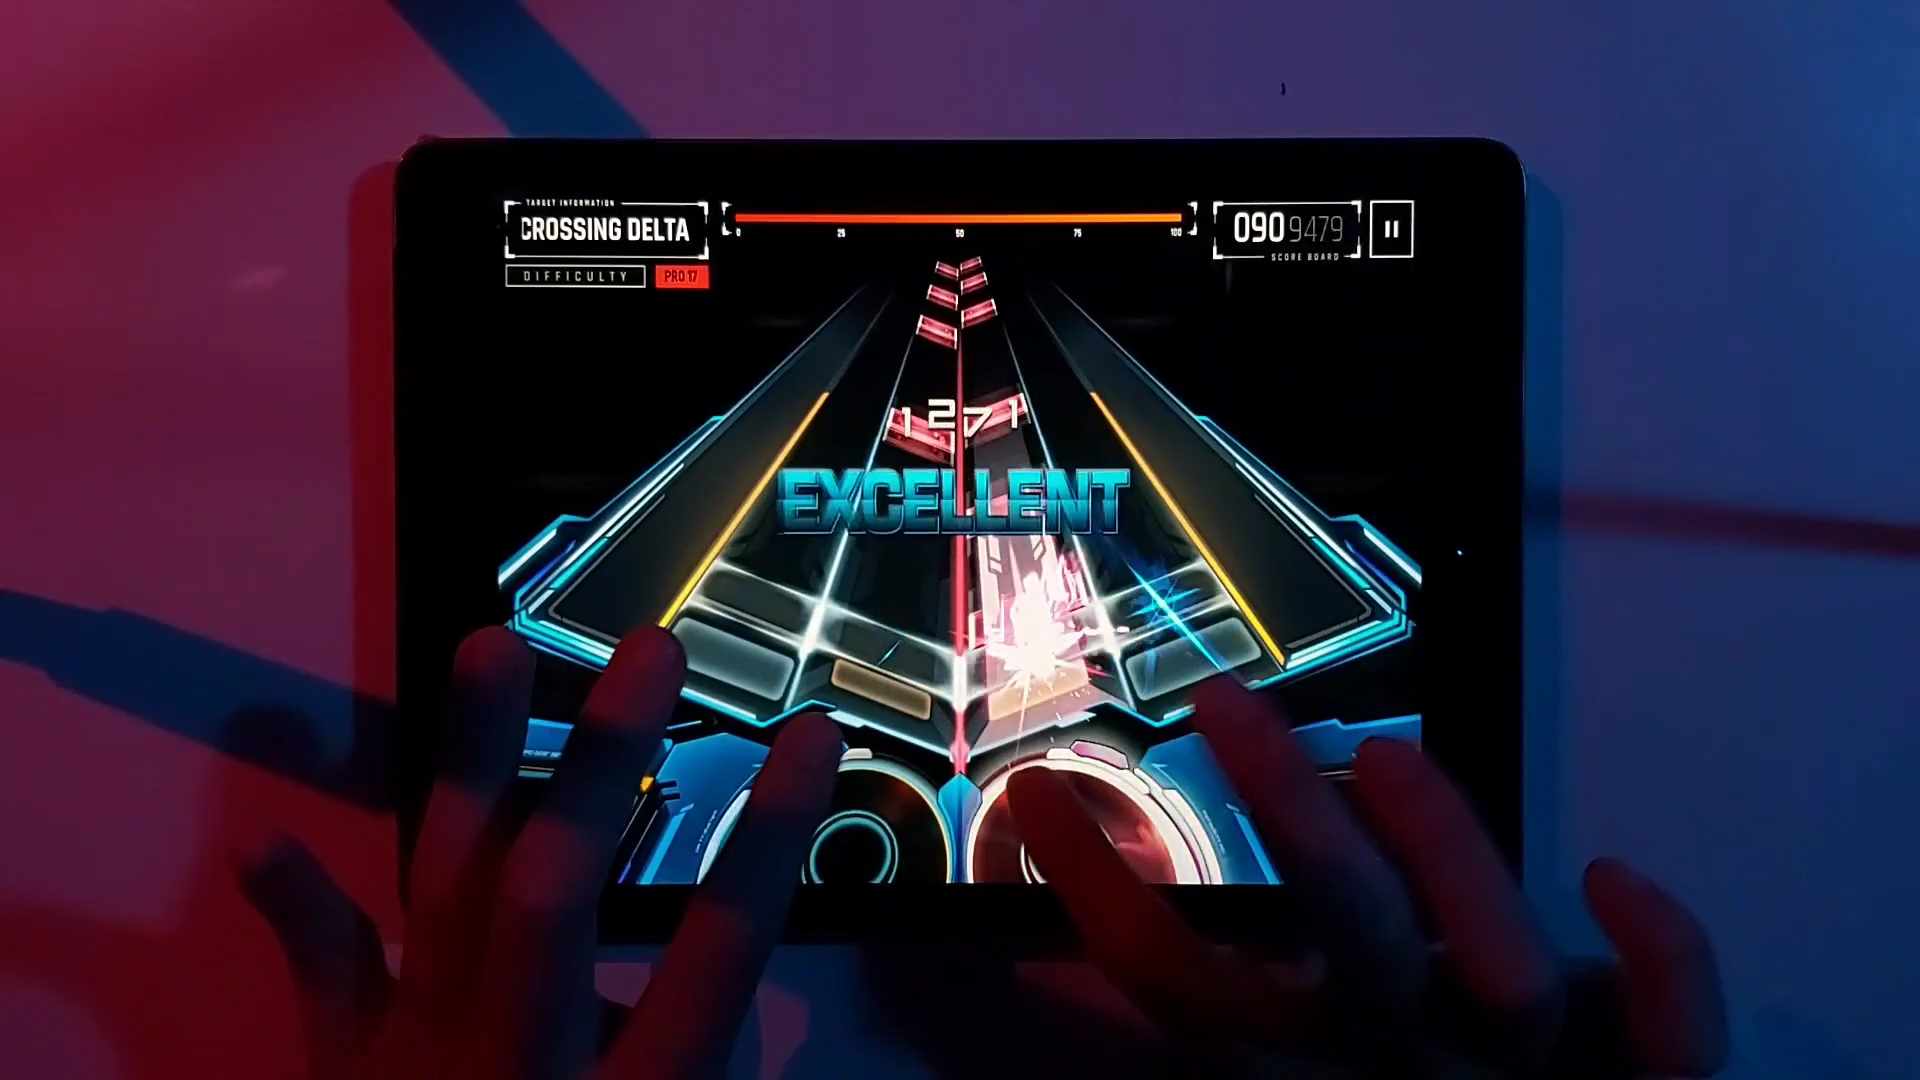 TARGET INFORMATION
CROSSING DELTA
DIFFICULTY PRO 17
0 25 50 75 100
0909479
SCORE BOARD
1271
EXCELLENT